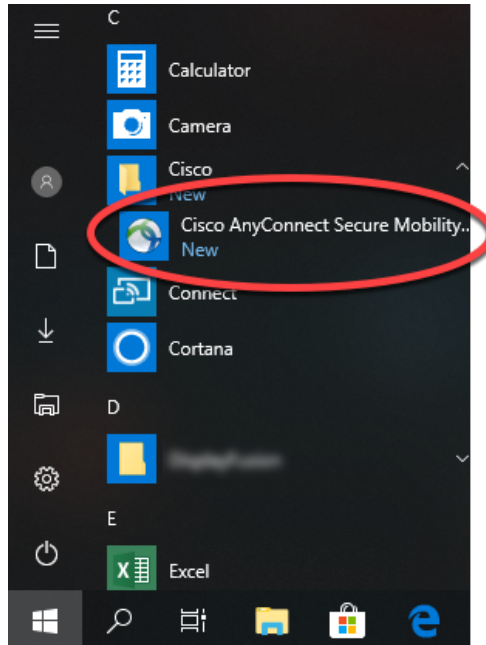 C
Calculator
Camera
Cisco
New
Cisco AnyConnect Secure Mobility...
New
Connect
Cortana
D
E
Excel